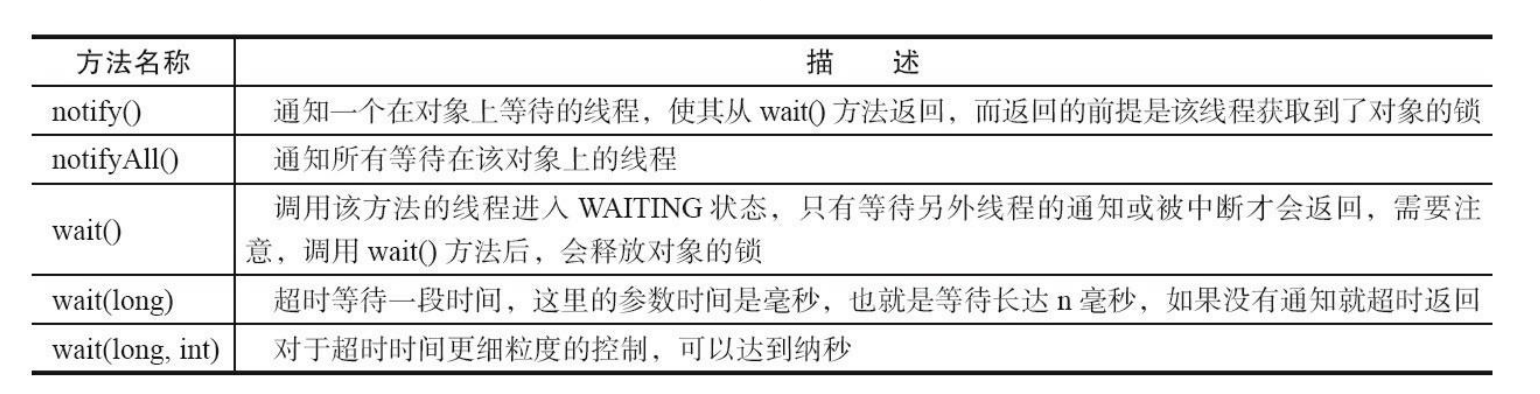 方法名称 描 述
notify() 通知一个在对象上等待的线程，使其从 wait() 方法返回，而返回的前提是该线程获取到了对象的锁
notifyAll() 通知所有等待在该对象上的线程
wait() 调用该方法的线程进入 WAITING 状态，只有等待另外线程的通知或被中断才会返回，需要注
意，调用 wait() 方法后，会释放对象的锁
wait(long) 超时等待一段时间，这里的参数时间是毫秒，也就是等待长达 n 毫秒，如果没有通知就超时返回
wait(long, int) 对于超时时间更细粒度的控制，可以达到纳秒